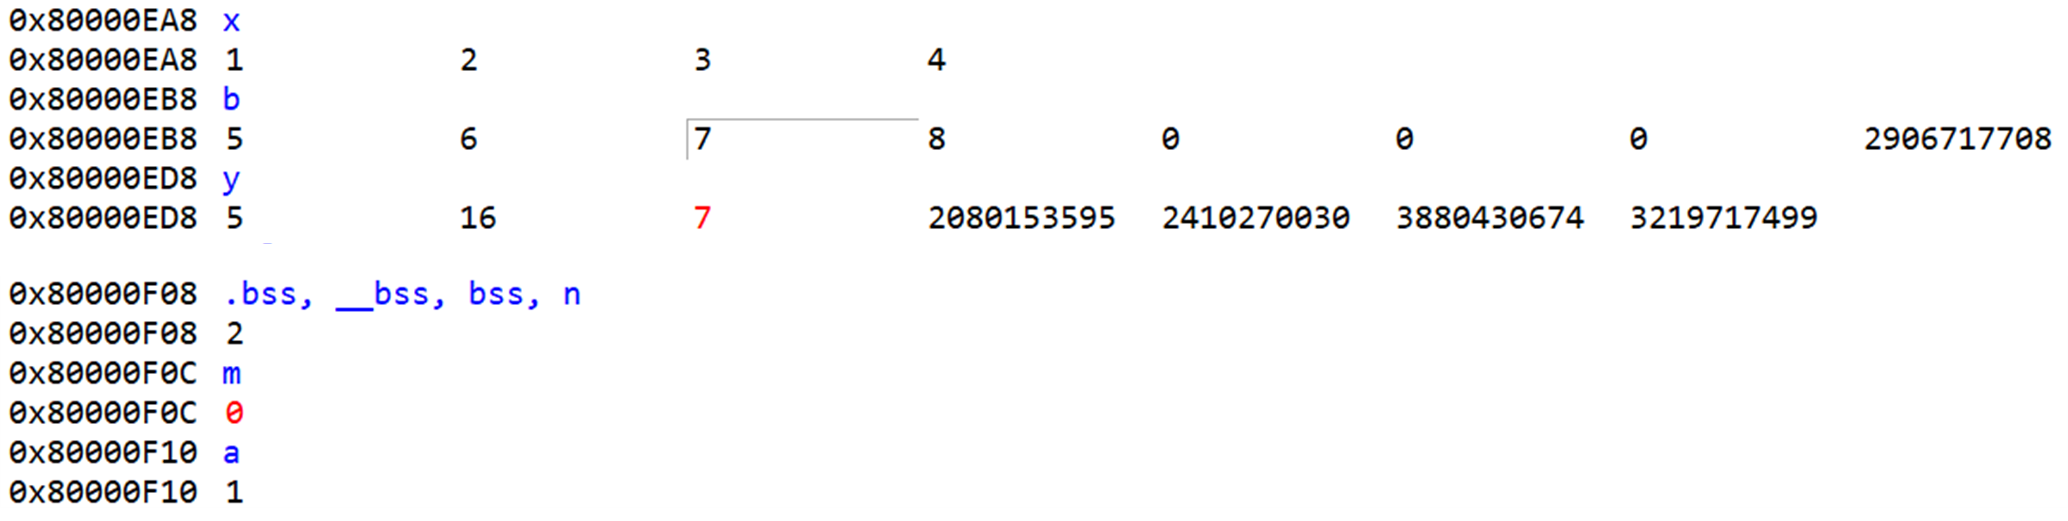 0x80000EA8 x
0x80000EA8 1 2 3 4
0x80000EB8 b
0x80000EB8 5 6 7 8 0 0 0 2906717708
0x80000ED8 y
0x80000ED8 5 16 7 2080153595 2410270030 3880430674 3219717499
0x80000F08 .bss, __bss, bss, n
0x80000F08 2
0x80000F0C m
0x80000F0C 0
0x80000F10 a
0x80000F10 1